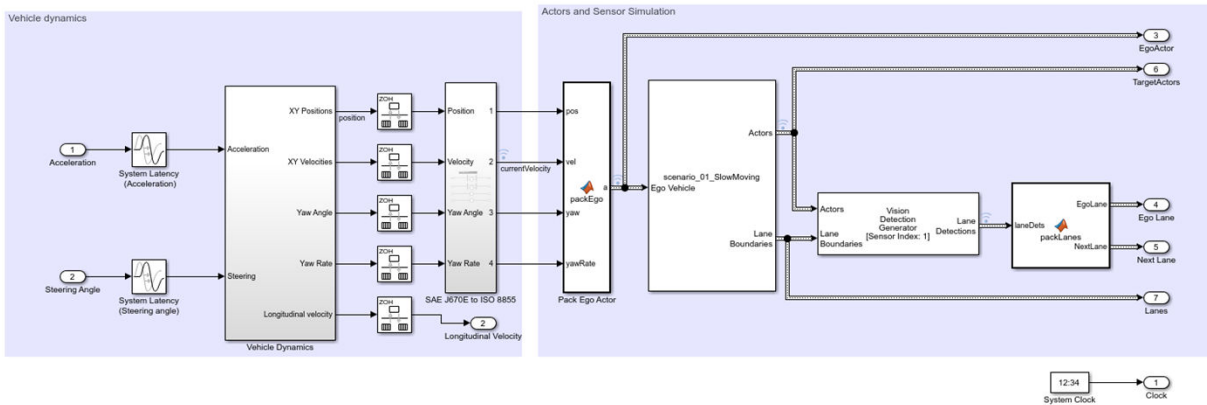 Vehicle dynamics
Actors and Sensor Simulation
1
Acceleration
System Latency
(Acceleration)
2
Steering Angle
System Latency
(Steering angle)
Acceleration
Steering
XY Positions
XY Velocities
Yaw Angle
Yaw Rate
Longitudinal velocity
Vehicle Dynamics
position
ZOH
ZOH
ZOH
ZOH
ZOH
2
Longitudinal Velocity
Position
Velocity
Yaw Angle
Yaw Rate
1
2
3
4
SAE J670E to ISO 8855
currentVelocity
pos
vel
yaw
yawRate
packEgo
a
Pack Ego Actor
Ego Vehicle
scenario_01_SlowMoving
Actors
Lane
Boundaries
Actors
Lane
Boundaries
Vision
Detection
Generator
[Sensor Index: 1]
Lane
Detections
laneDets
packLanes
EgoLane
NextLane
3
EgoActor
6
TargetActors
4
Ego Lane
5
Next Lane
7
Lanes
12:34
System Clock
1
Clock